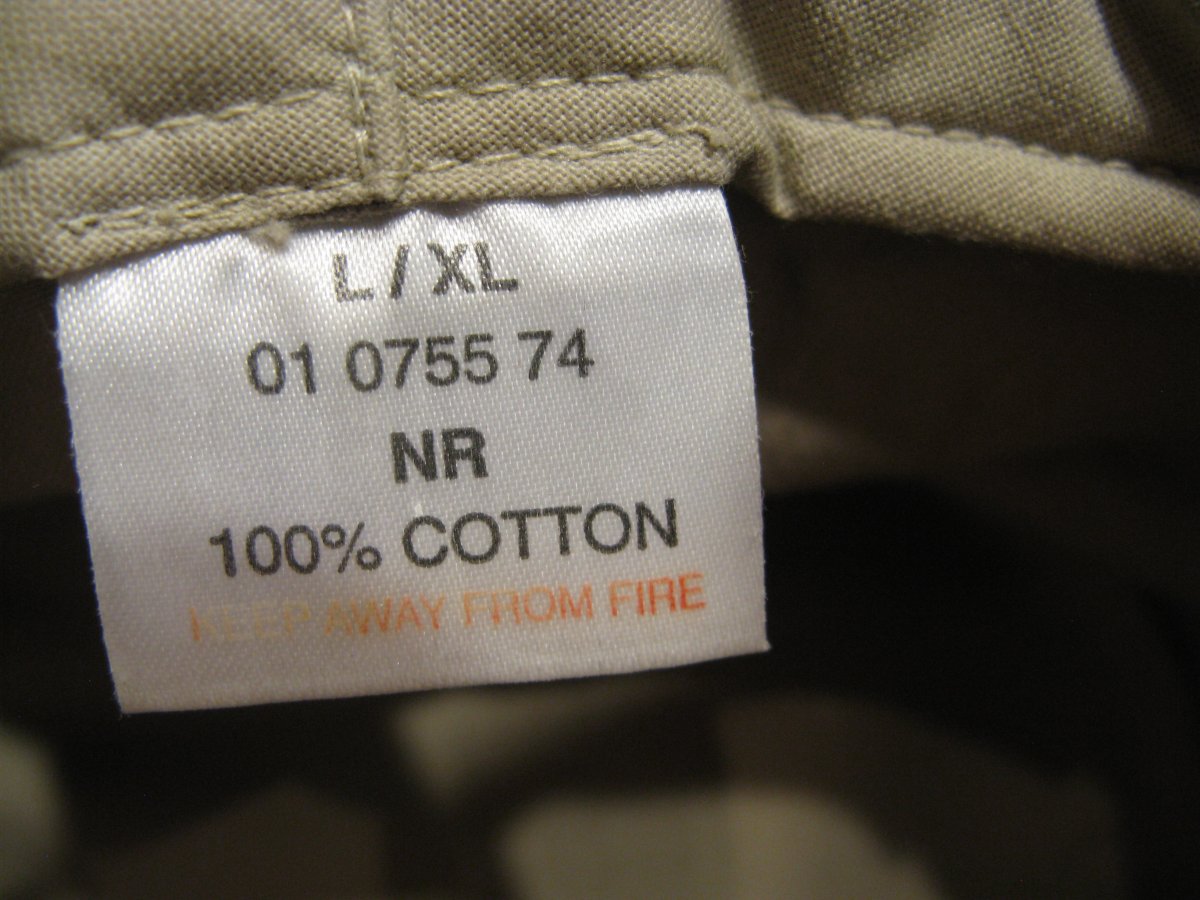 L / XL
01 0755 74
NR
100% COTTON
KEEP AWAY FROM FIRE